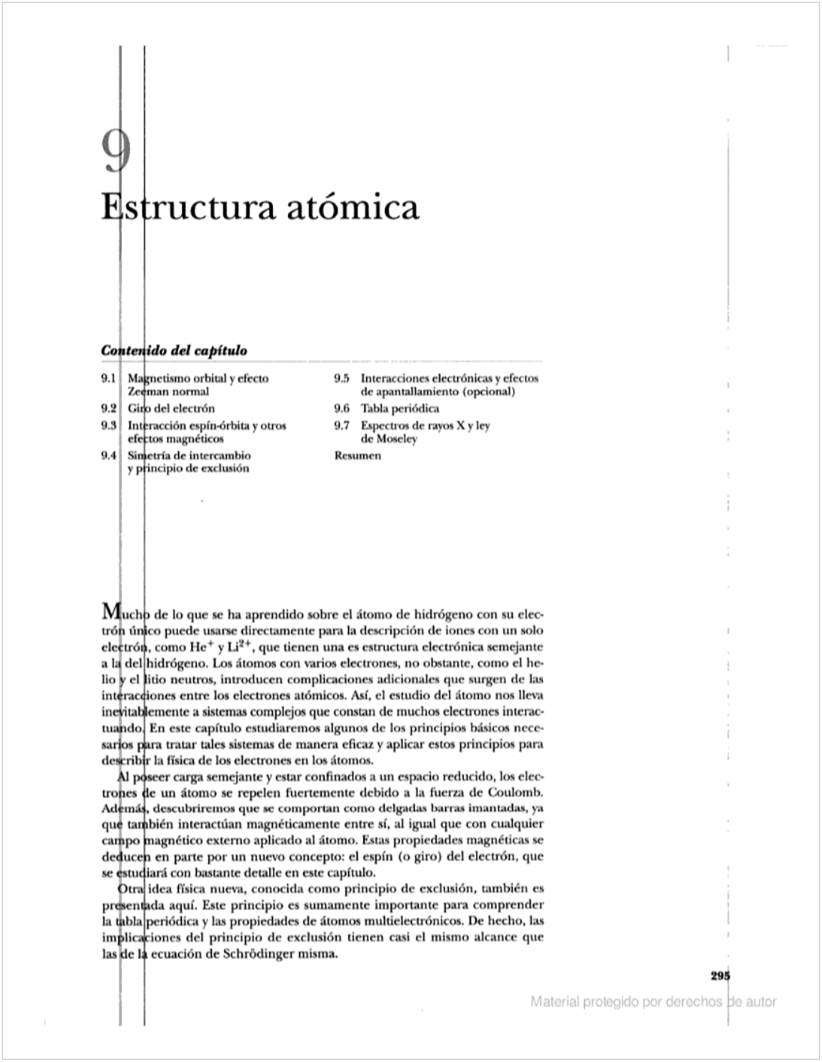 9
Estructura atómica
Contenido del capítulo
9.1 Magnetismo orbital y efecto
Zeeman normal
9.2 Giro del electrón
9.3 Interacción espín-órbita y otros
efectos magnéticos
9.4 Simetría de intercambio
y principio de exclusión
9.5 Interacciones electrónicas y efectos
de apantallamiento (opcional)
9.6 Tabla periódica
9.7 Espectros de rayos X y ley
de Moseley
Resumen
Mucho de lo que se ha aprendido sobre el átomo de hidrógeno con su elec-
trón único puede usarse directamente para la descripción de iones con un solo
electrón, como He⁺ y Li²⁺, que tienen una es estructura electrónica semejante
a la del hidrógeno. Los átomos con varios electrones, no obstante, como el he-
lio y el litio neutros, introducen complicaciones adicionales que surgen de las
interacciones entre los electrones atómicos. Así, el estudio del átomo nos lleva
inevitablemente a sistemas complejos que constan de muchos electrones interac-
tuando. En este capítulo estudiaremos algunos de los principios básicos nece-
sarios para tratar tales sistemas de manera eficaz y aplicar estos principios para
describir la física de los electrones en los átomos.
Al poseer carga semejante y estar confinados a un espacio reducido, los elec-
trones de un átomo se repelen fuertemente debido a la fuerza de Coulomb.
Además, descubriremos que se comportan como delgadas barras imantadas, ya
que también interactúan magnéticamente entre sí, al igual que con cualquier
campo magnético externo aplicado al átomo. Estas propiedades magnéticas se
deducen en parte por un nuevo concepto: el espín (o giro) del electrón, que
se estudiará con bastante detalle en este capítulo.
Otra idea física nueva, conocida como principio de exclusión, también es
presentada aquí. Este principio es sumamente importante para comprender
la tabla periódica y las propiedades de átomos multielectrónicos. De hecho, las
implicaciones del principio de exclusión tienen casi el mismo alcance que
las de la ecuación de Schrödinger misma.
295
Material protegido por derechos de autor